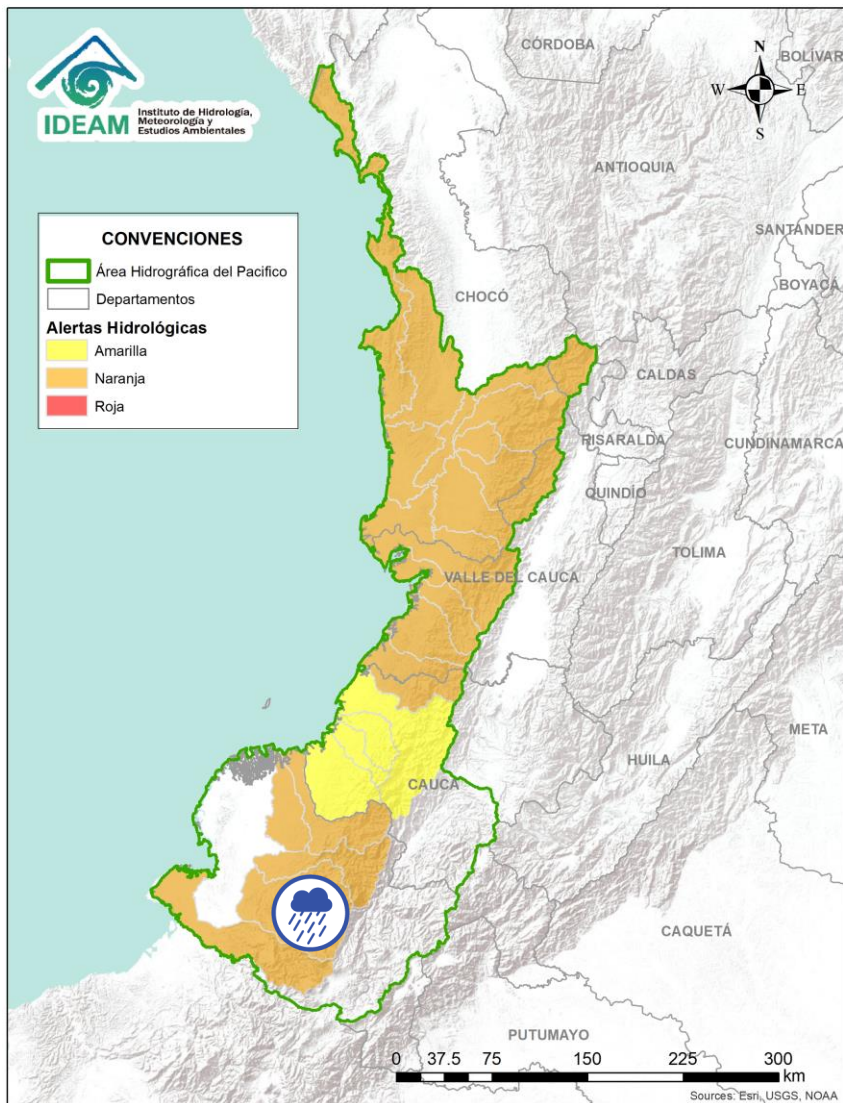 IDEAM
Instituto de Hidrología,
Meteorología y
Estudios Ambientales
CÓRDOBA
BOLÍVAR
N
W
E
S
ANTIOQUIA
SANTANDER
BOYACÁ
CONVENCIONES
Área Hidrográfica del Pacifico
Departamentos
Alertas Hidrológicas
Amarilla
Naranja
Roja
CHOCÓ
CALDAS
RISARALDA
CUNDINAMARCA
QUINDÍO
TOLIMA
VALLE DEL CAUCA
META
HUILA
CAUCA
CAQUETÁ
PUTUMAYO
0 37.5 75 150 225 300
km
Sources: Esri, USGS, NOAA